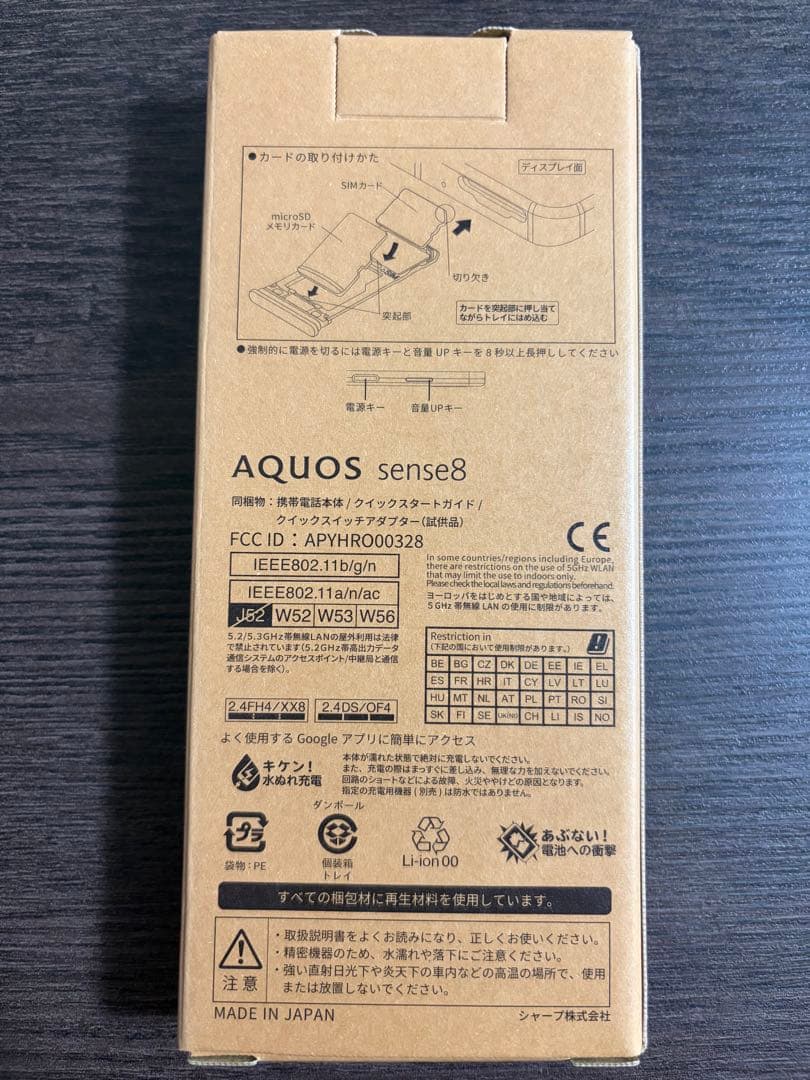 ●カードの取り付けかた
ディスプレイ面
SIMカード
microSD
メモリカード
切り欠き
突起部
カードを突起部に押し当て
ながらトレイにはめ込む
●強制的に電源を切るには電源キーと音量UPキーを8秒以上長押ししてください
電源キー
音量UPキー
AQUOS sense8
同梱物:携帯電話本体/クイックスタートガイド/
クイックスイッチアダプター(試供品)
FCC ID:APYHRO00328
CE
IEEE802.11b/g/n
IEEE802.11a/n/ac
J52 W52 W53 W56
5.2/5.3GHz帯無線LANの屋外利用は法律
で禁止されています(5.2GHz帯高出力データ
通信システムのアクセスポイント/中継局と通信
する場合を除く)。
In some countries/regions including Europe,
there are restrictions on the use of 5GHz WLAN
that may limit the use to indoors only.
Please check the local laws and regulations beforehand.
ヨーロッパをはじめとする国や地域によっては、
5GHz帯無線LANの使用に制限があります。
Restriction in
(下記の国において使用制限があります。)
BE BG CZ DK DE EE IE EL
ES FR HR IT CY LV LT LU
HU MT NL AT PL PT RO SI
SK FI SE UK(NI) CH LI IS NO
2.4FH4/XX8 2.4DS/OF4
よく使用する Google アプリに簡単にアクセス
キケン!
水ぬれ充電
本体が濡れた状態で絶対に充電しないでください。
また、充電の際はまっすぐに差し込み、無理な力を加えないでください。
回路のショートなどによる故障、火災ややけどの原因となります。
指定の充電用機器(別売)は防水ではありません。
プラ
袋物:PE
ダンボール
個装箱
トレイ
Li-ion 00
あぶない!
電池への衝撃
すべての梱包材に再生材料を使用しています。
注意
・取扱説明書をよくお読みになり、正しくお使いください。
・精密機器のため、水濡れや落下にご注意ください。
・強い直射日光下や炎天下の車内などの高温の場所で、使用
または放置しないでください。
MADE IN JAPAN
シャープ株式会社